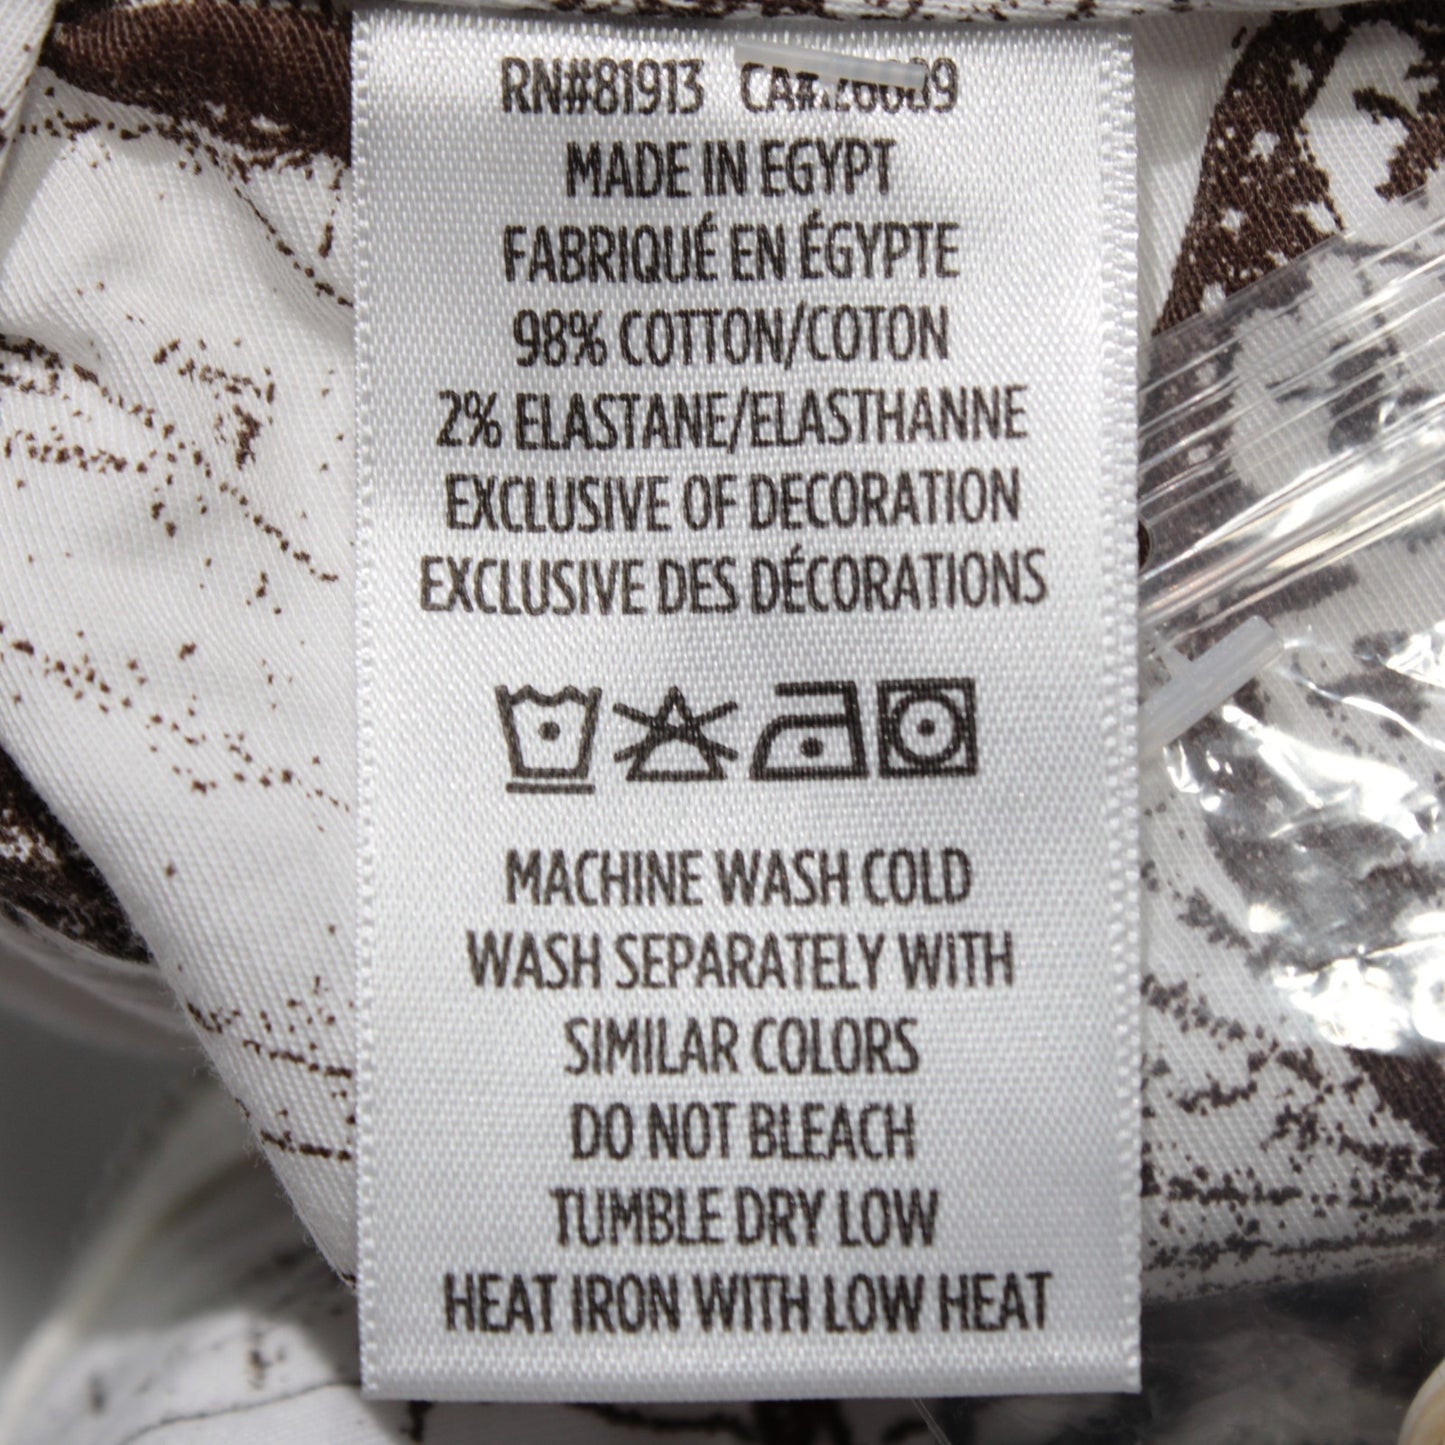 RN#81913
MADE IN EGYPT
FABRIQUÉ EN ÉGYPTE
98% COTTON/COTON
2% ELASTANE/ELASTHANNE
EXCLUSIVE OF DECORATION
EXCLUSIVE DES DÉCORATIONS
MACHINE WASH COLD
WASH SEPARATELY WITH
SIMILAR COLORS
DO NOT BLEACH
TUMBLE DRY LOW
HEAT IRON WITH LOW HEAT